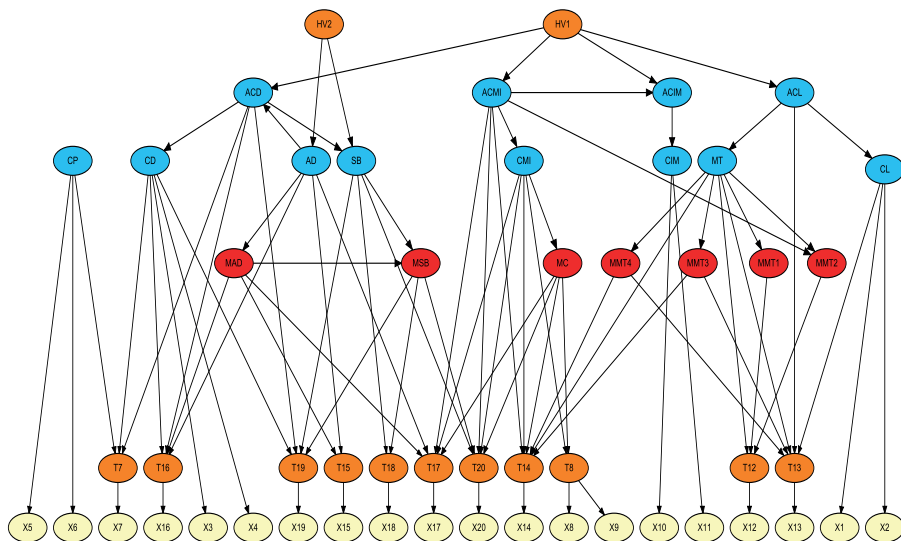 HV2 HV1
ACD ACMI ACIM ACL
CP CD AD SB CMI CIM MT CL
MAD MSB MC MMT4 MMT3 MMT1 MMT2
T7 T16 T19 T15 T18 T17 T20 T14 T8 T12 T13
X5 X6 X7 X16 X3 X4 X19 X15 X18 X17 X20 X14 X8 X9 X10 X11 X12 X13 X1 X2